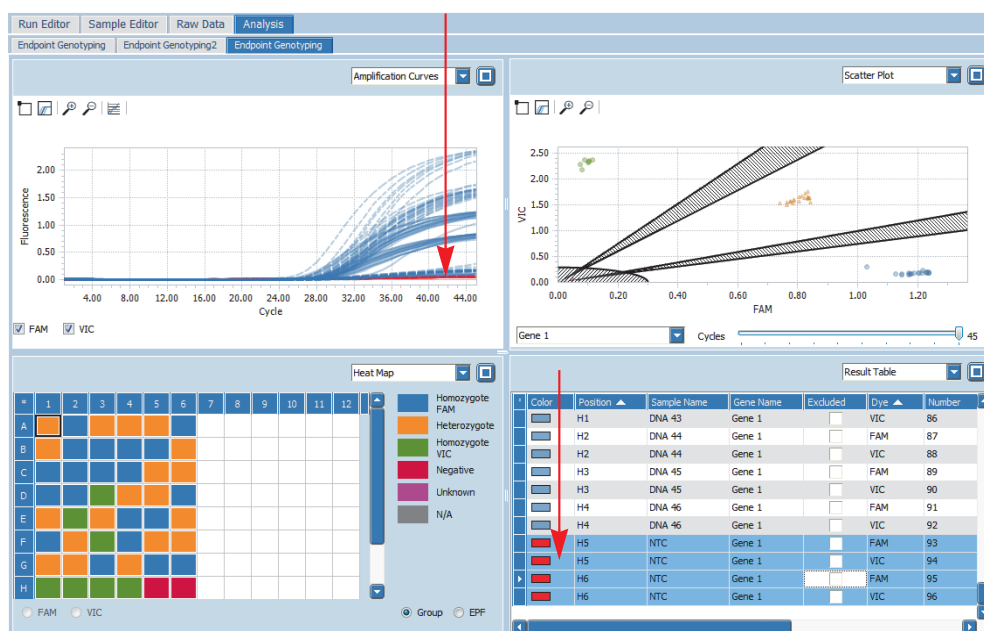 Run Editor Sample Editor Raw Data Analysis
Endpoint Genotyping Endpoint Genotyping2 Endpoint Genotyping
Amplification Curves
Fluorescence
2.00
1.50
1.00
0.50
0.00
4.00 8.00 12.00 16.00 20.00 24.00 28.00 32.00 36.00 40.00 44.00
Cycle
FAM VIC
Scatter Plot
VIC
2.50
2.00
1.50
1.00
0.50
0.00
0.00 0.20 0.40 0.60 0.80 1.00 1.20
FAM
Gene 1 Cycles 45
Heat Map
1 2 3 4 5 6 7 8 9 10 11 12
A
B
C
D
E
F
G
H
Homozygote
FAM
Heterozygote
Homozygote
VIC
Negative
Unknown
N/A
FAM VIC Group EPF
Result Table
Color Position Sample Name Gene Name Excluded Dye Number
H1 DNA 43 Gene 1 VIC 86
H2 DNA 44 Gene 1 FAM 87
H2 DNA 44 Gene 1 VIC 88
H3 DNA 45 Gene 1 FAM 89
H3 DNA 45 Gene 1 VIC 90
H4 DNA 46 Gene 1 FAM 91
H4 DNA 46 Gene 1 VIC 92
H5 NTC Gene 1 FAM 93
H5 NTC Gene 1 VIC 94
H6 NTC Gene 1 FAM 95
H6 NTC Gene 1 VIC 96